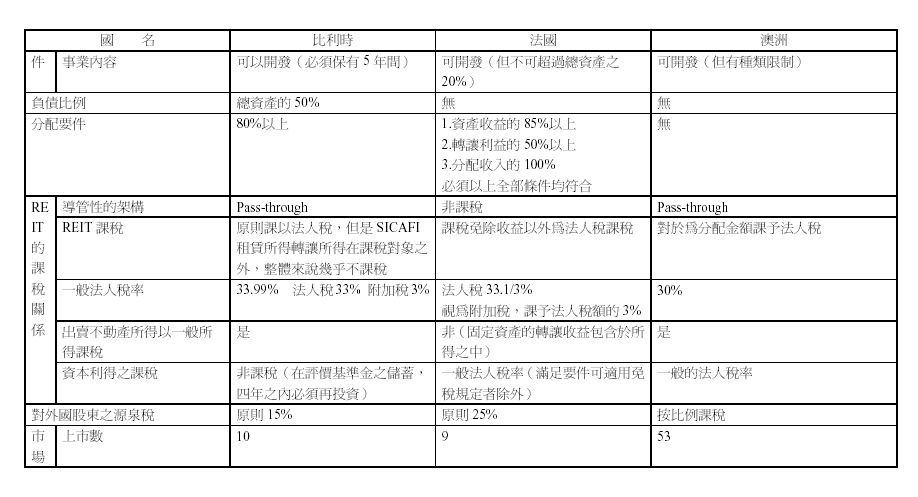 國 名 比利時 法國 澳洲
件 事業內容 可以開發（必須保有 5 年間） 可開發（但不可超過總資產之 可開發（但有種類限制）
20%）
負債比例 總資產的 50% 無 無
分配要件 80%以上 1.資產收益的 85%以上 無
2.轉讓利益的 50%以上
3.分配收入的 100%
必須以上全部條件均符合
RE 導管性的架構 Pass-through 非課稅 Pass-through
IT REIT 課稅 原則課以法人稅，但是 SICAFI 課稅免除收益以外爲法人稅課稅 對於爲分配金額課予法人稅
的 租賃所得轉讓所得在課稅對象之
課 外，整體來說幾乎不課稅
稅 一般法人稅率 33.99% 法人稅 33% 附加稅 3% 法人稅 33.1/3% 30%
關 視爲附加稅，課予法人稅額的 3%
係 出賣不動產所得以一般所 是 非（固定資產的轉讓收益包含於所 是
得課稅 得之中）
資本利得之課稅 非課稅（在評價基準金之儲蓄， 一般法人稅率（滿足要件可適用免 一般的法人稅率
四年之內必須再投資） 稅規定者除外）
對外國股東之源泉稅 原則 15% 原則 25% 按比例課稅
市 上市數 10 9 53
場